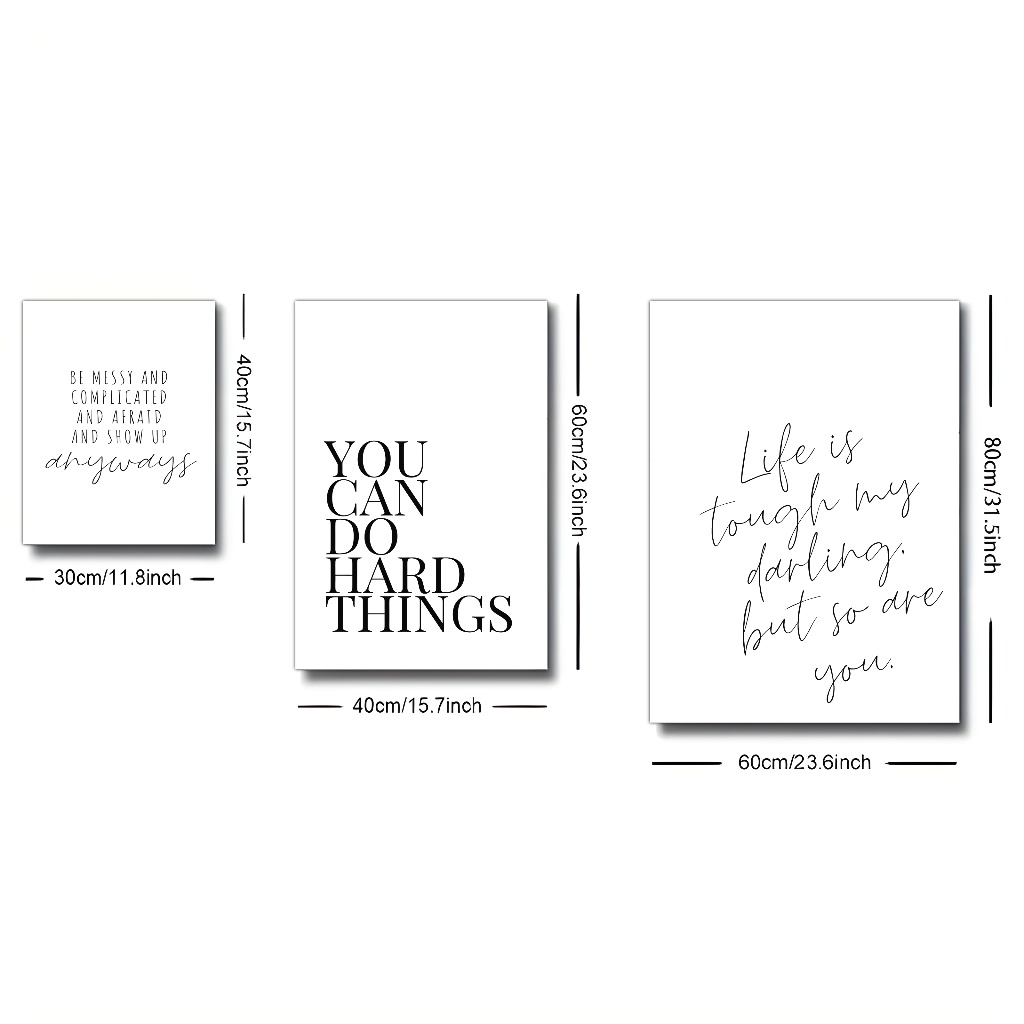 BE MESSY AND
COMPLICATED
AND AFRAID
AND SHOW UP
anyways
40cm/15.7inch
30cm/11.8inch
YOU
CAN
DO
HARD
THINGS
60cm/23.6inch
40cm/15.7inch
Life is
tough my
darling.
but so are
you.
80cm/31.5inch
60cm/23.6inch